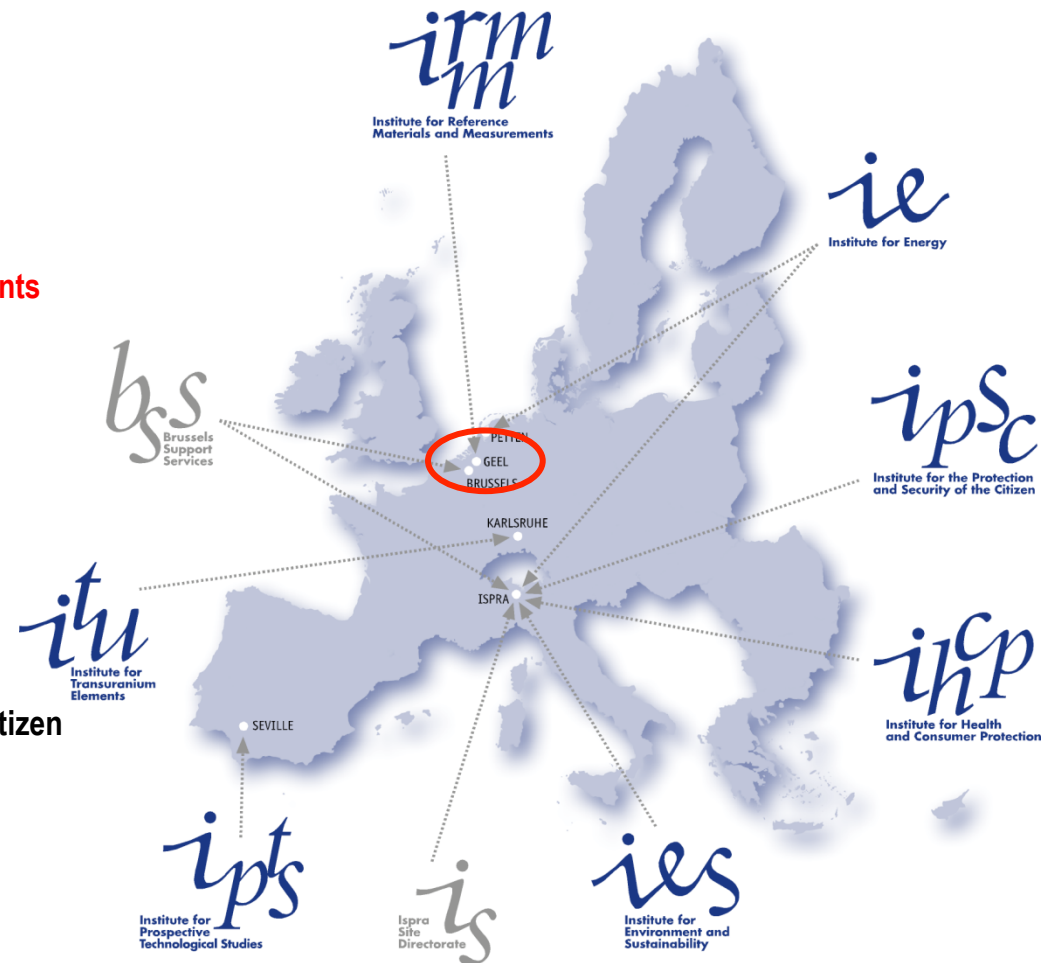 irmm
Institute for Reference
Materials and Measurements
ie
Institute for Energy
nts
bss
Brussels
Support
Services
ipsc
Institute for the Protection
and Security of the Citizen
PETTEN
GEEL
BRUSSELS
KARLSRUHE
ISPRA
itu
Institute for
Transuranium
Elements
ihcp
Institute for Health
and Consumer Protection
tizen
SEVILLE
ipts
Institute for
Prospective
Technological Studies
is
Ispra
Site
Directorate
ies
Institute for
Environment and
Sustainability